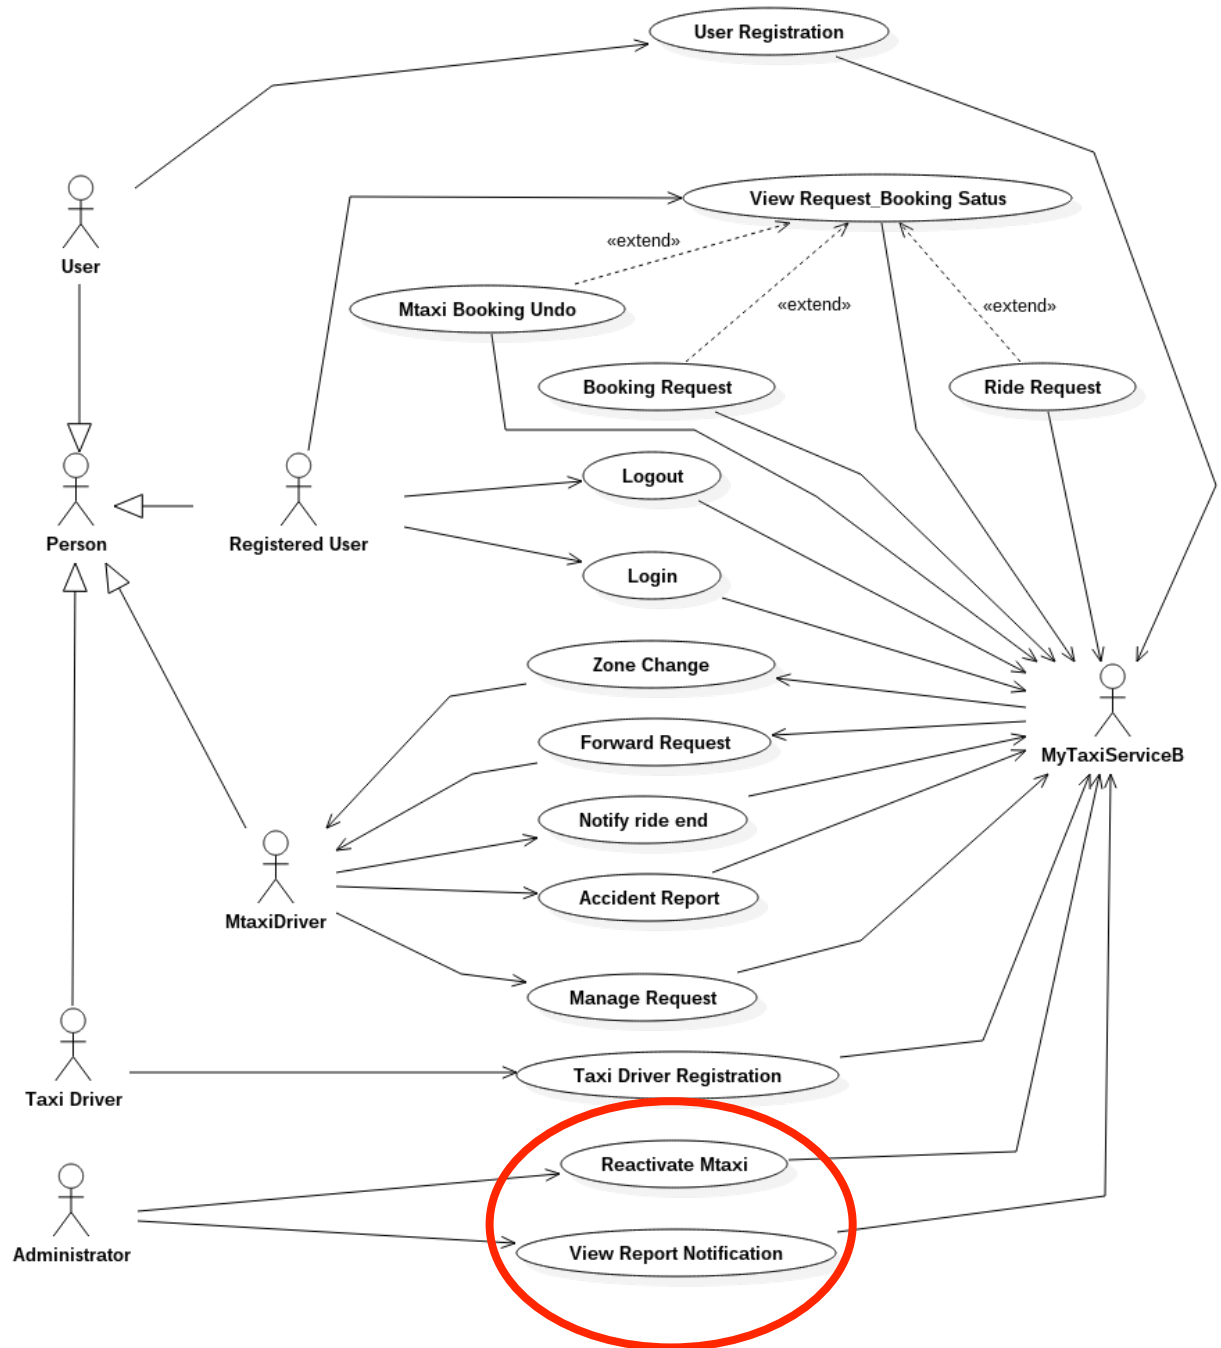 User Registration
View Request_Booking Satus
«extend»
User
Mtaxi Booking Undo
«extend»
«extend»
Booking Request
Ride Request
Logout
Person
Registered User
Login
Zone Change
Forward Request
MyTaxiServiceB
Notify ride end
Accident Report
MtaxiDriver
Manage Request
Taxi Driver Registration
Taxi Driver
Reactivate Mtaxi
View Report Notification
Administrator